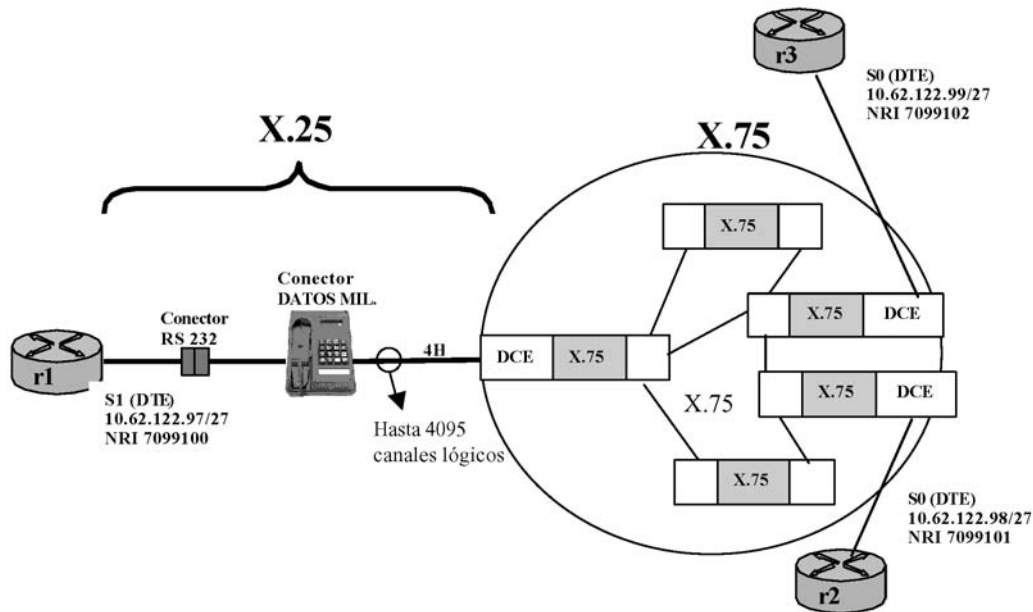 X.25
X.75
r3
S0 (DTE)
10.62.122.99/27
NRI 7099102
X.75
Conector
DATOS MIL.
Conector
RS 232
X.75
DCE
r1
4H
DCE
X.75
S1 (DTE)
10.62.122.97/27
NRI 7099100
Hasta 4095
canales lógicos
X.75
X.75
DCE
X.75
S0 (DTE)
10.62.122.98/27
NRI 7099101
r2